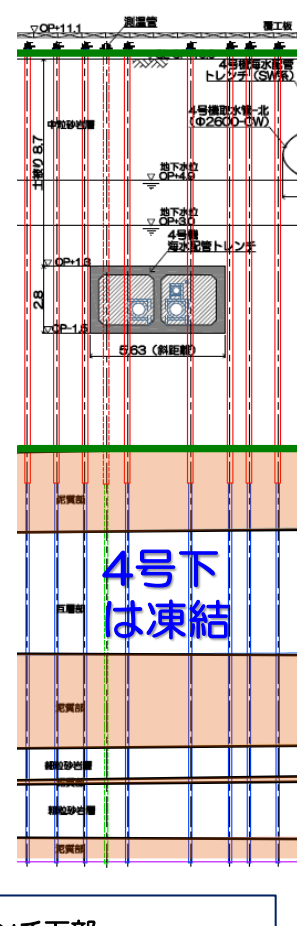 測温管
▽OP+11.1
覆工板
4号機海水配管
トレンチ（SW系）
中粒砂岩層
4号機取水管-北
（Φ2600-CW）
土被り 8.7
地下水位
▽ OP+4.9
地下水位
▽ OP+3.0
4号機
海水配管トレンチ
▽OP+1.3
2.8
▽OP-1.5
5.63（斜距離）
泥質部
4号下
は凍結
互層部
泥質部
細粒砂岩層
泥質部
粗粒砂岩層
泥質部